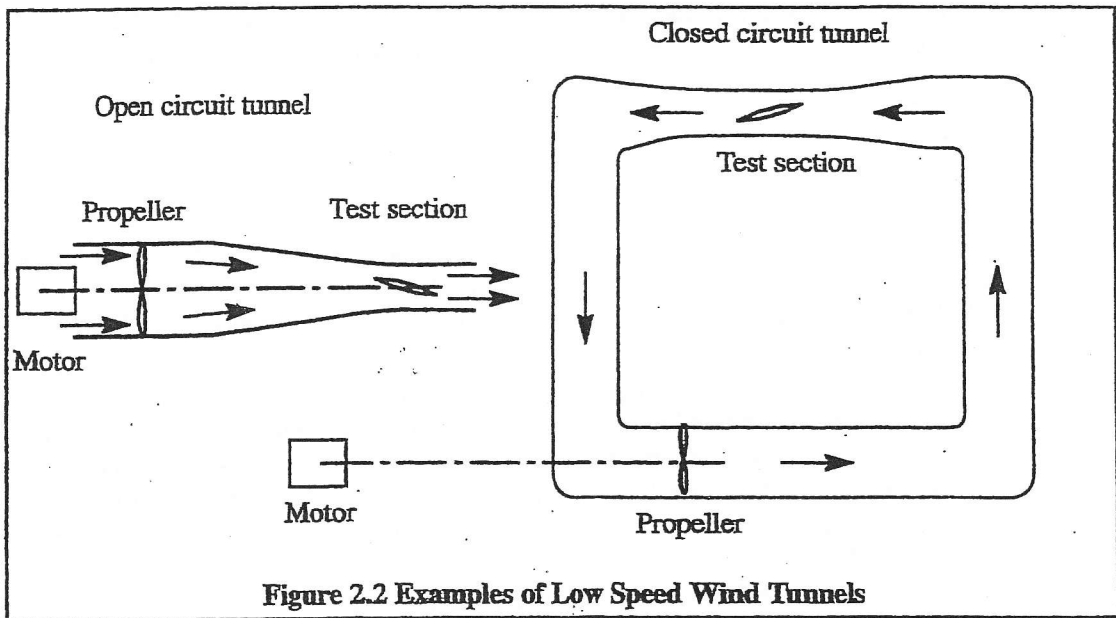 Closed circuit tunnel
Open circuit tunnel
Test section
Propeller
Test section
Motor
Motor
Propeller
Figure 2.2 Examples of Low Speed Wind Tunnels